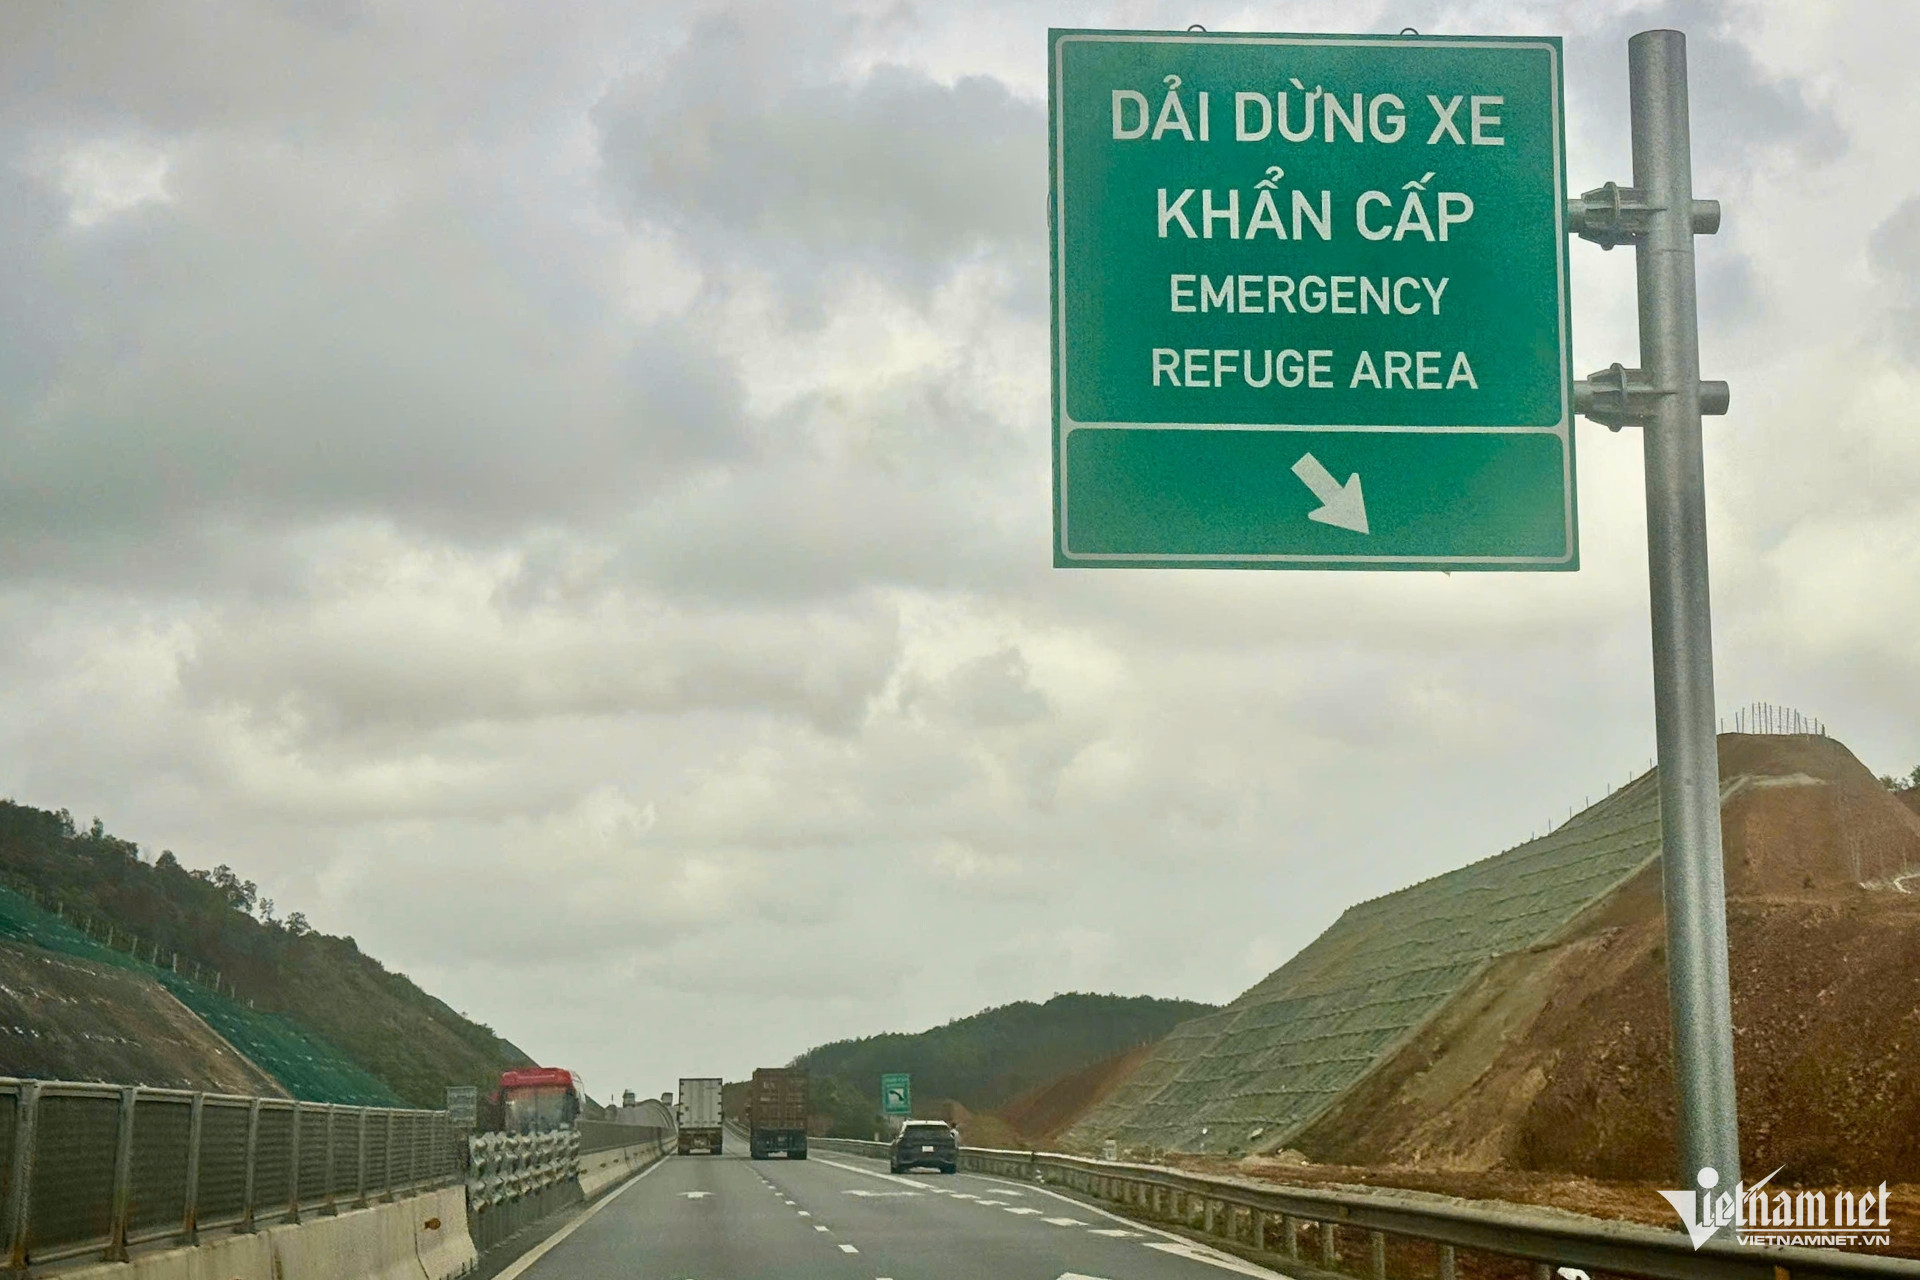 DẢI DỪNG XE
KHẨN CẤP
EMERGENCY
REFUGE AREA
Vietnamnet
VIETNAMNET.VN